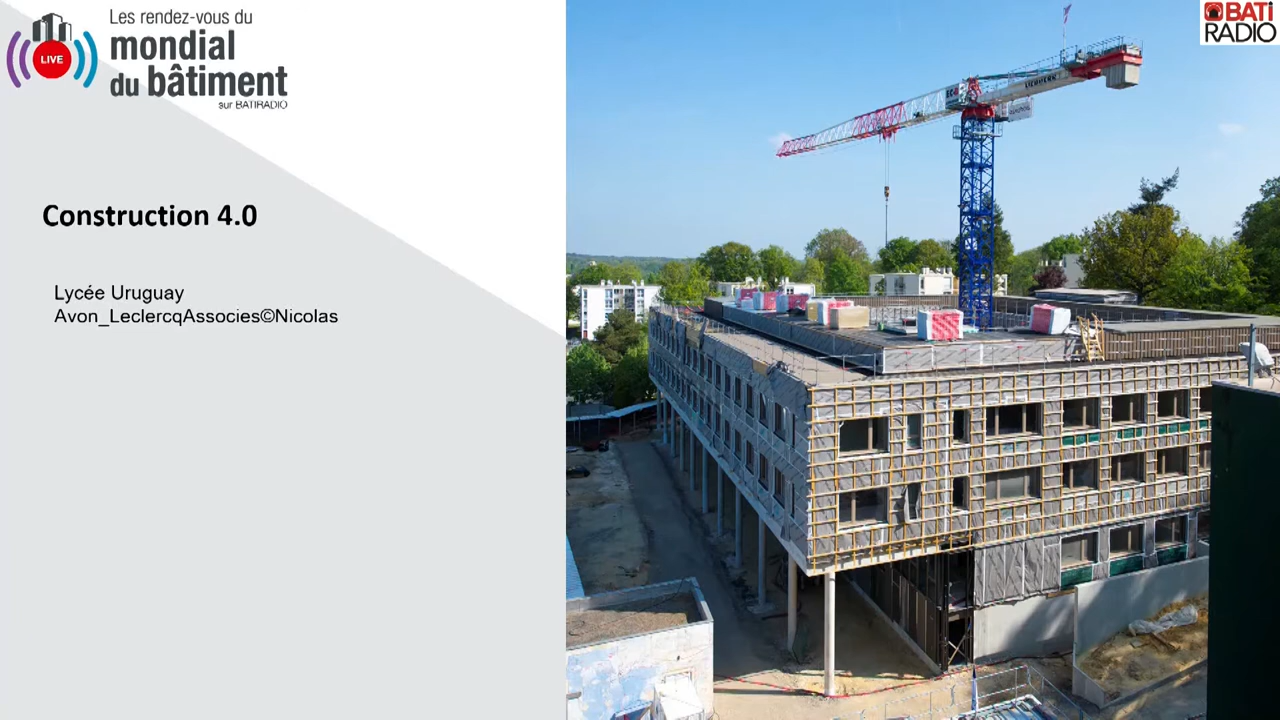 Les rendez-vous du
mondial
du bâtiment
sur BATIRADIO
LIVE
BATI
RADIO
Construction 4.0
Lycée Uruguay
Avon_LeclercqAssocies©Nicolas
LIEBHERR